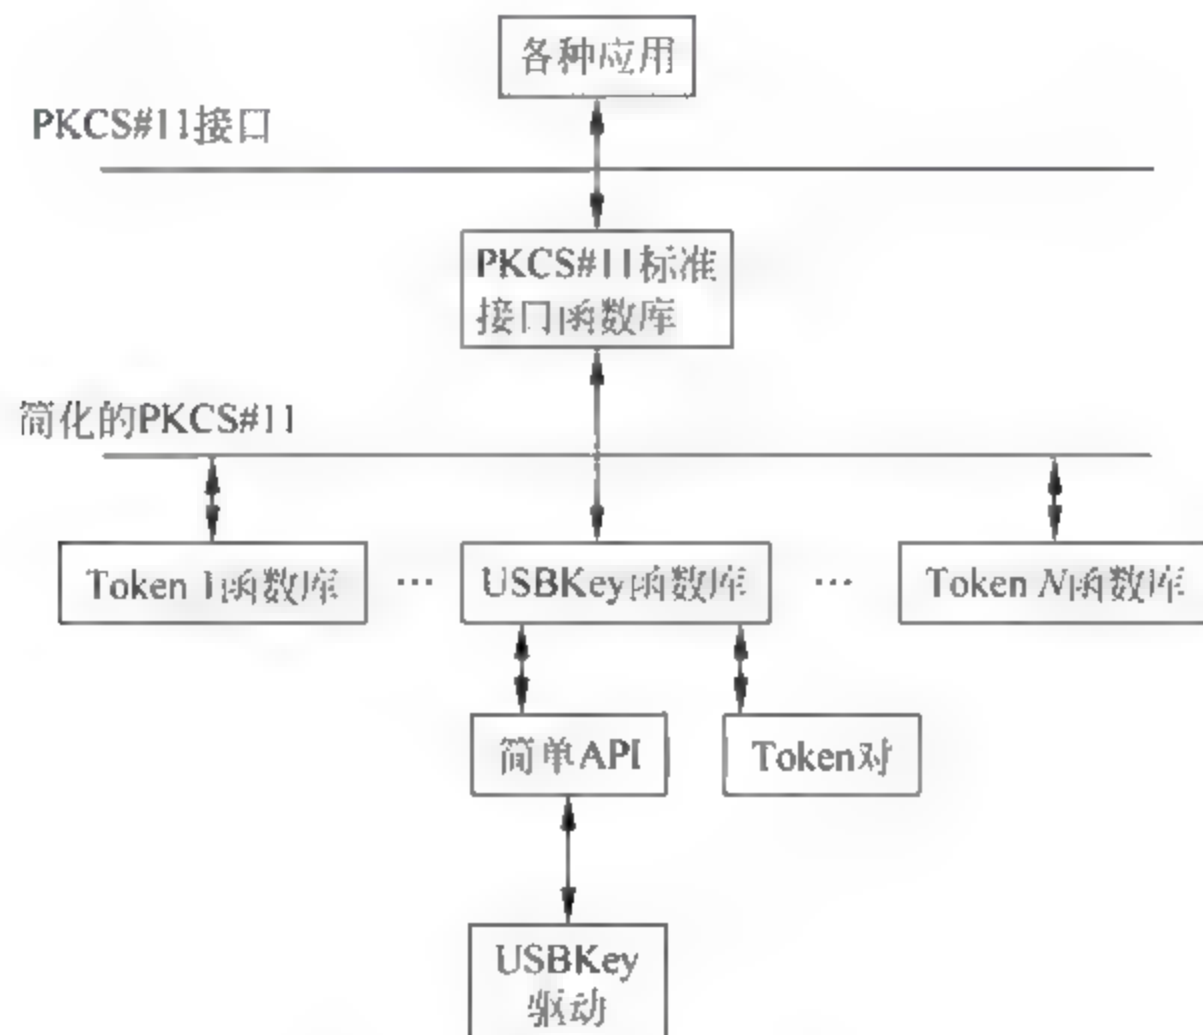 各种应用
PKCS#11接口
PKCS#11标准
接口函数库
简化的PKCS#11
Token 1函数库
…
USBKey函数库
…
Token N函数库
简单API
Token对
USBKey
驱动